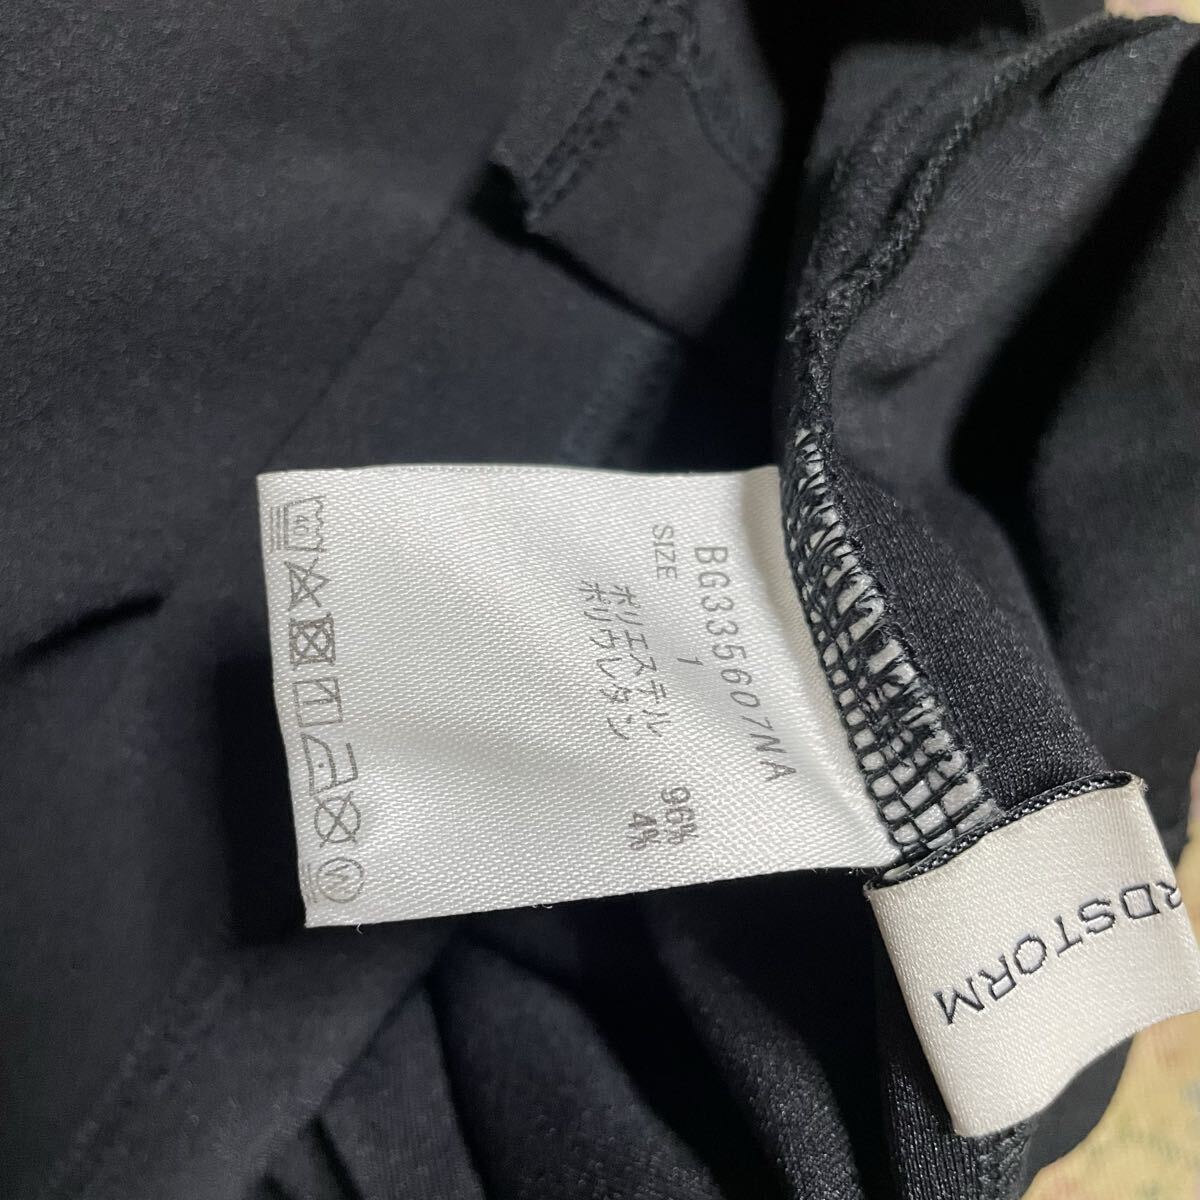 BG335607NA
SIZE 1
ポリエステル 96%
ポリウレタン 4%
W
RDSTORM